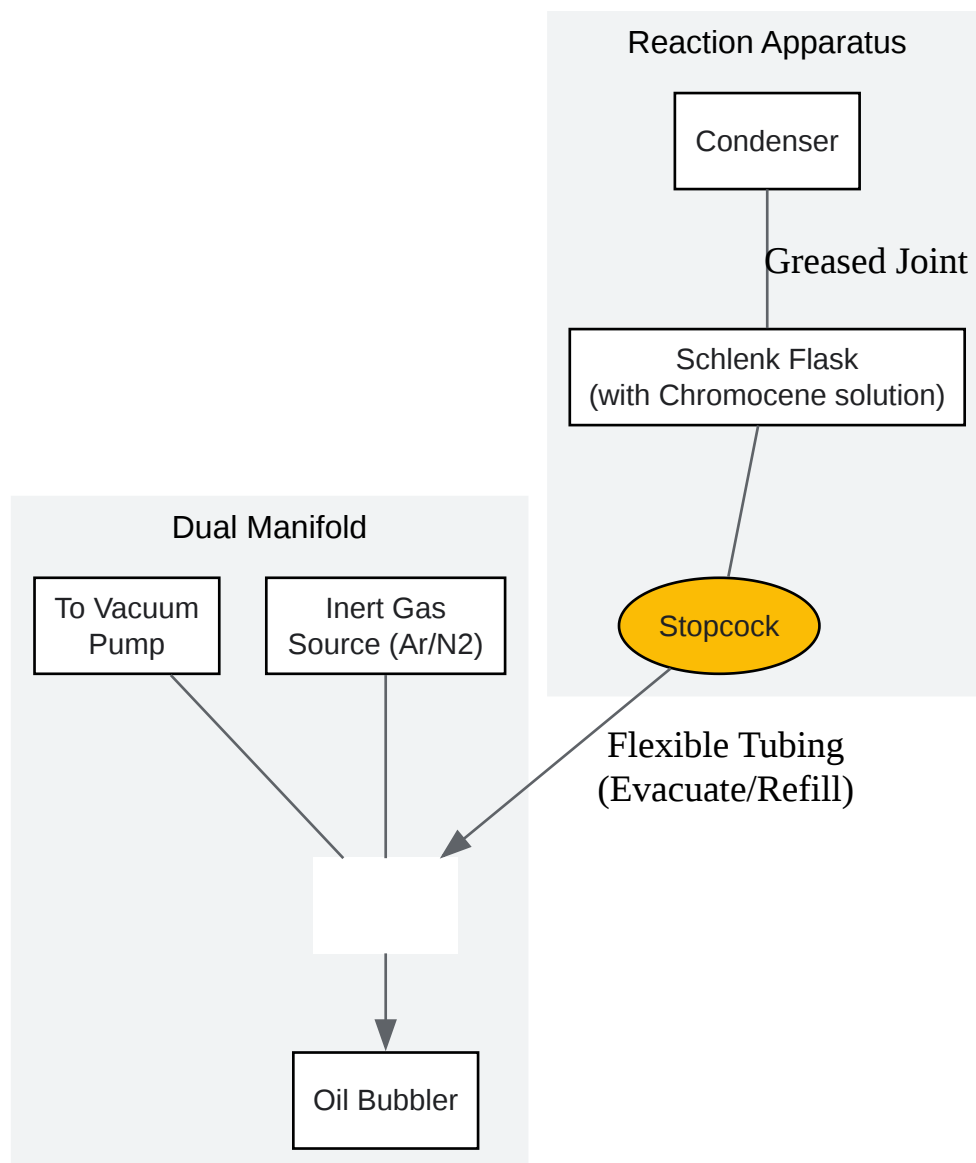 Reaction Apparatus
Condenser
Greased Joint
Schlenk Flask
(with Chromocene solution)
Stopcock
Flexible Tubing
(Evacuate/Refill)
Dual Manifold
To Vacuum
Pump
Inert Gas
Source (Ar/N2)
Oil Bubbler